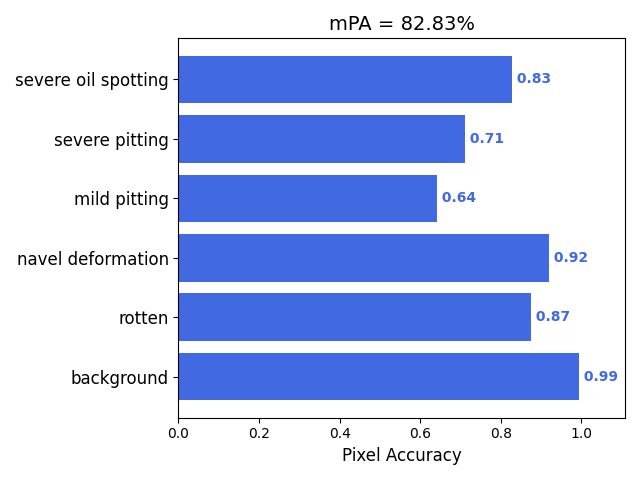 mPA = 82.83%
severe oil spotting 0.83
severe pitting 0.71
mild pitting 0.64
navel deformation 0.92
rotten 0.87
background 0.99
0.0 0.2 0.4 0.6 0.8 1.0
Pixel Accuracy